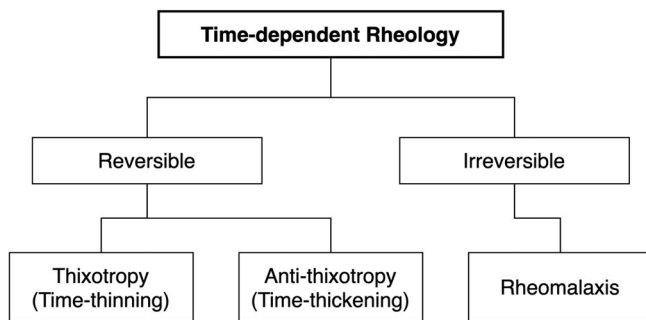 Time-dependent Rheology
Reversible
Irreversible
Thixotropy
(Time-thinning)
Anti-thixotropy
(Time-thickening)
Rheomalaxis